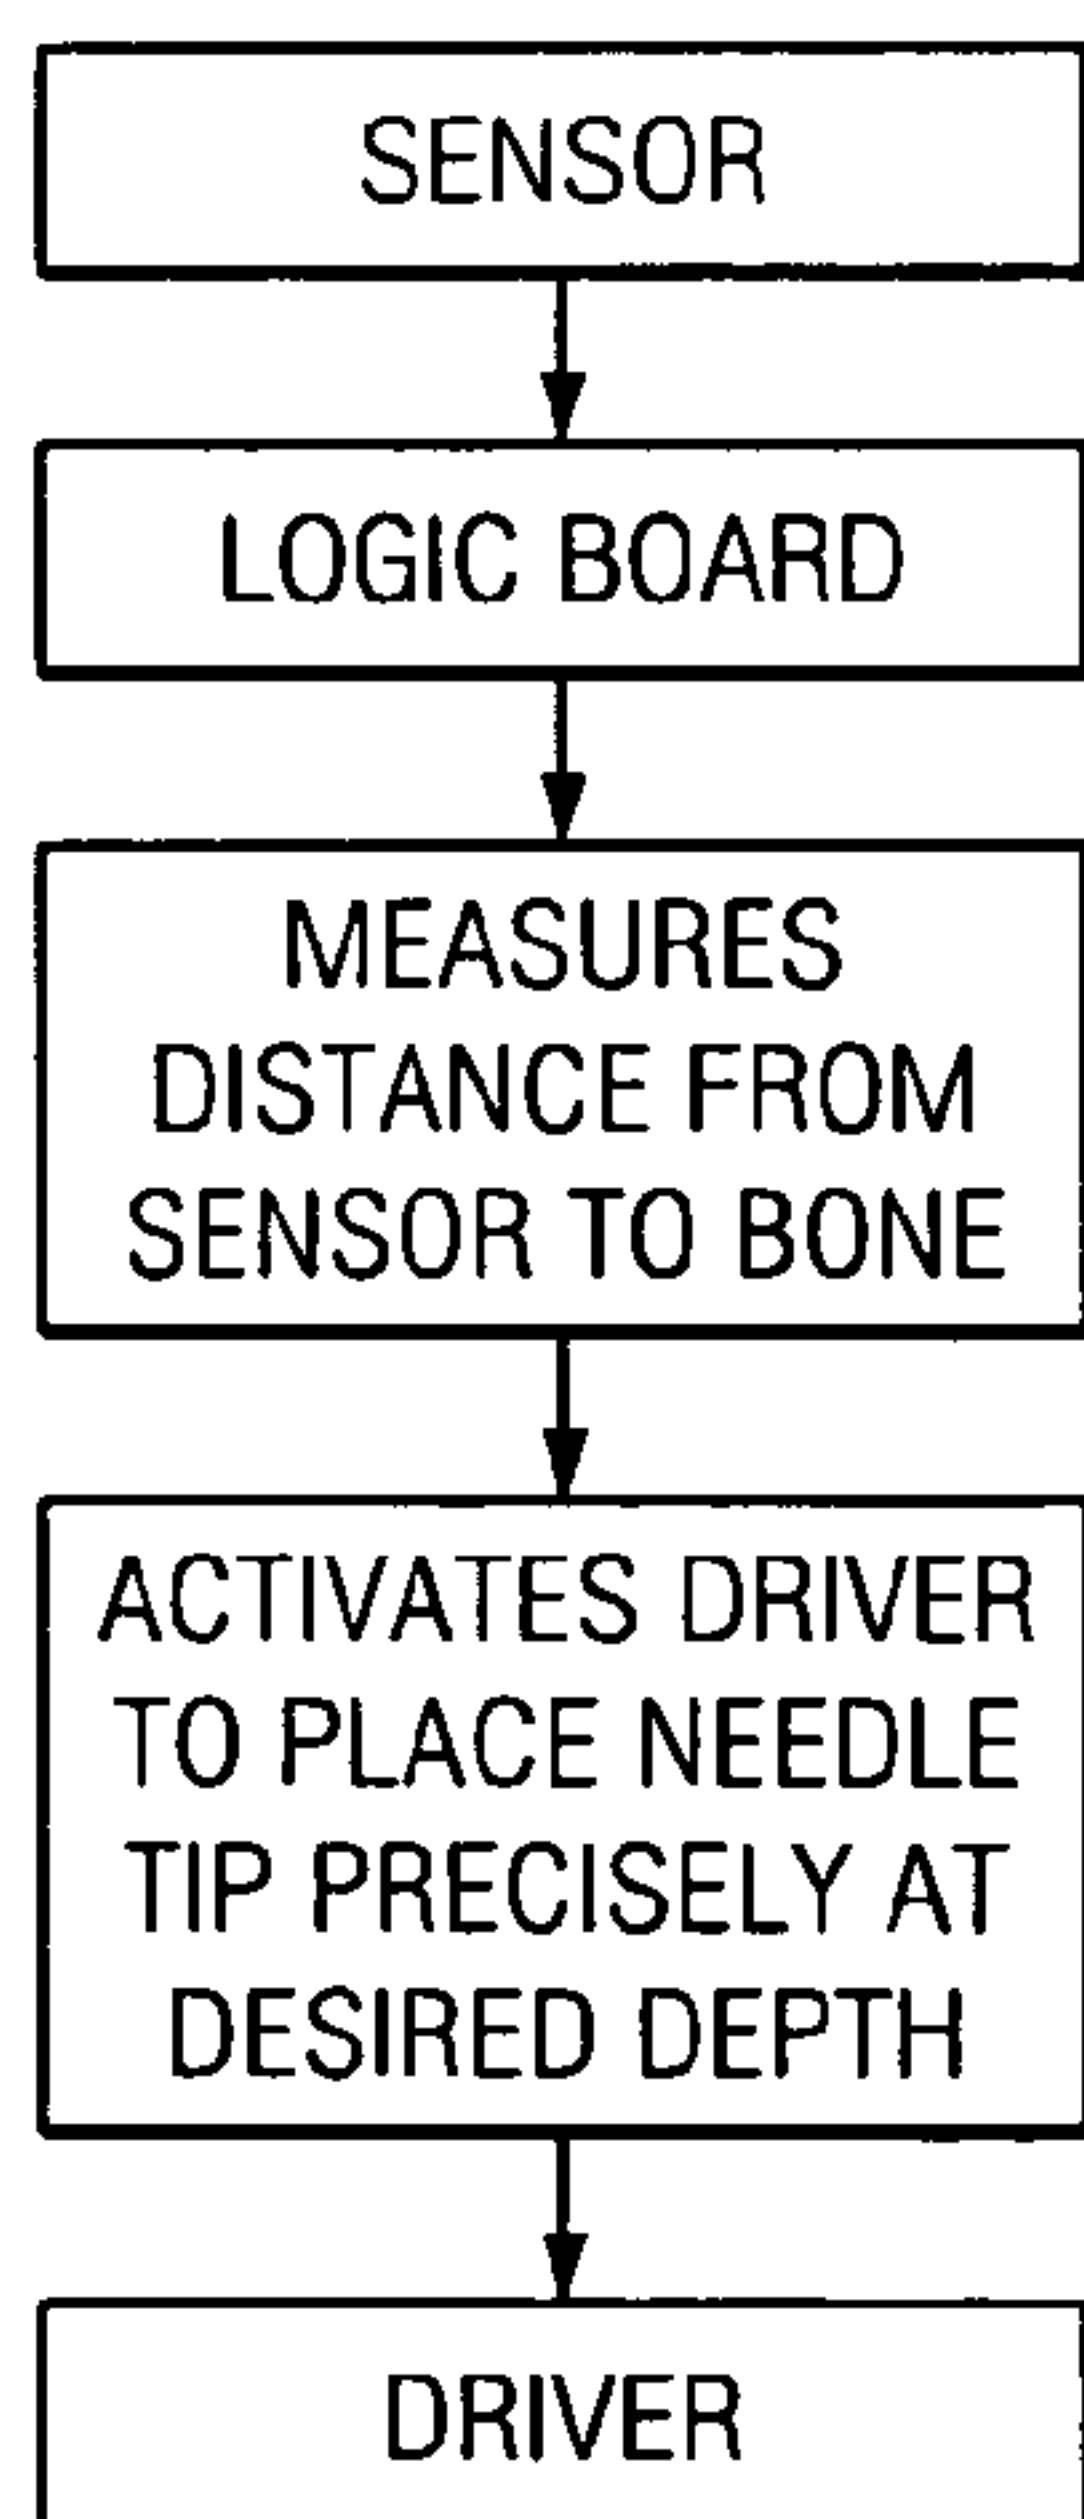 SENSOR
LOGIC BOARD
MEASURES
DISTANCE FROM
SENSOR TO BONE
ACTIVATES DRIVER
TO PLACE NEEDLE
TIP PRECISELY AT
DESIRED DEPTH
DRIVER